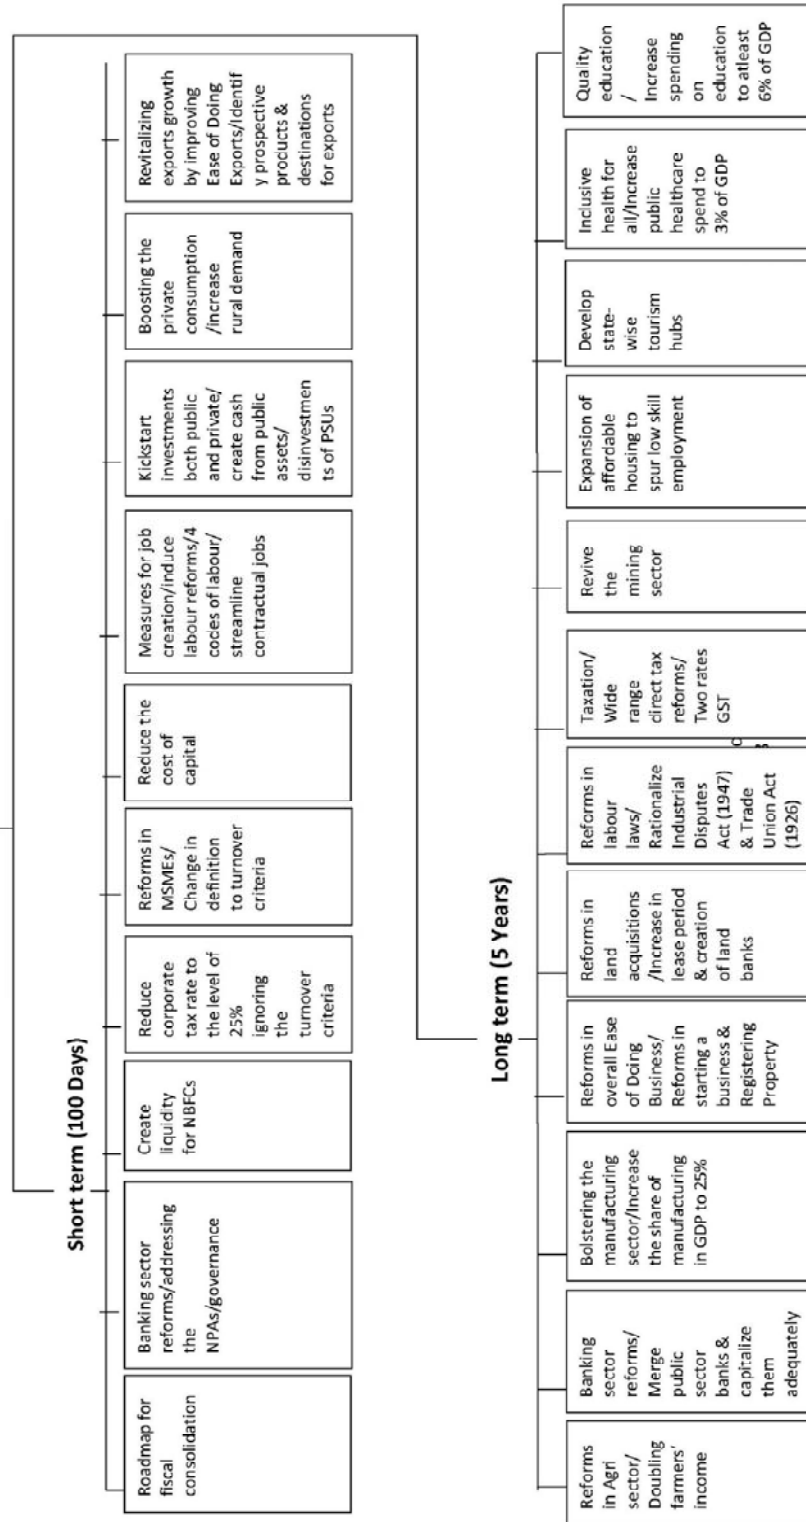 Short term (100 Days)
Roadmap for
fiscal
consolidation
Banking sector
reforms/addressing
the
NPAs/governance
Create
liquidity
for NBFCs
Reduce
corporate
tax rate to
the level of
25%
ignoring
the
turnover
criteria
Reforms in
MSMEs/
Change in
definition
to turnover
criteria
Reduce the
cost of
capital
Measures for job
creation/induce
labour reforms/4
codes of labour/
streamline
contractual jobs
Kickstart
investments
both public
and private/
create cash
from public
assets/
disinvestmen
ts of PSUs
Boosting the
private
consumption
/increase
rural demand
Revitalizing
exports growth
by improving
Ease of Doing
Exports/Identif
y prospective
products &
destinations
for exports
Long term (5 Years)
Reforms
in Agri
sector/
Doubling
farmers'
income
Banking
sector
reforms/
Merge
public
sector
banks &
capitalize
them
adequately
Bolstering the
manufacturing
sector/Increase
the share of
manufacturing
in GDP to 25%
Reforms in
overall Ease
of Doing
Business/
Reforms in
starting a
business &
Registering
Property
Reforms in
land
acquisitions
/Increase in
lease period
& creation
of land
banks
Reforms in
labour
laws/
Rationalize
Industrial
Disputes
Act (1947)
& Trade
Union Act
(1926)
Taxation/
Wide
range
direct tax
reforms/
Two rates
GST
Revive
the
mining
sector
Expansion of
affordable
housing to
spur low skill
employment
Develop
state-
wise
tourism
hubs
Inclusive
health for
all/Increase
public
healthcare
spend to
3% of GDP
Quality
education
/ Increase
spending
on
education
to atleast
6% of GDP